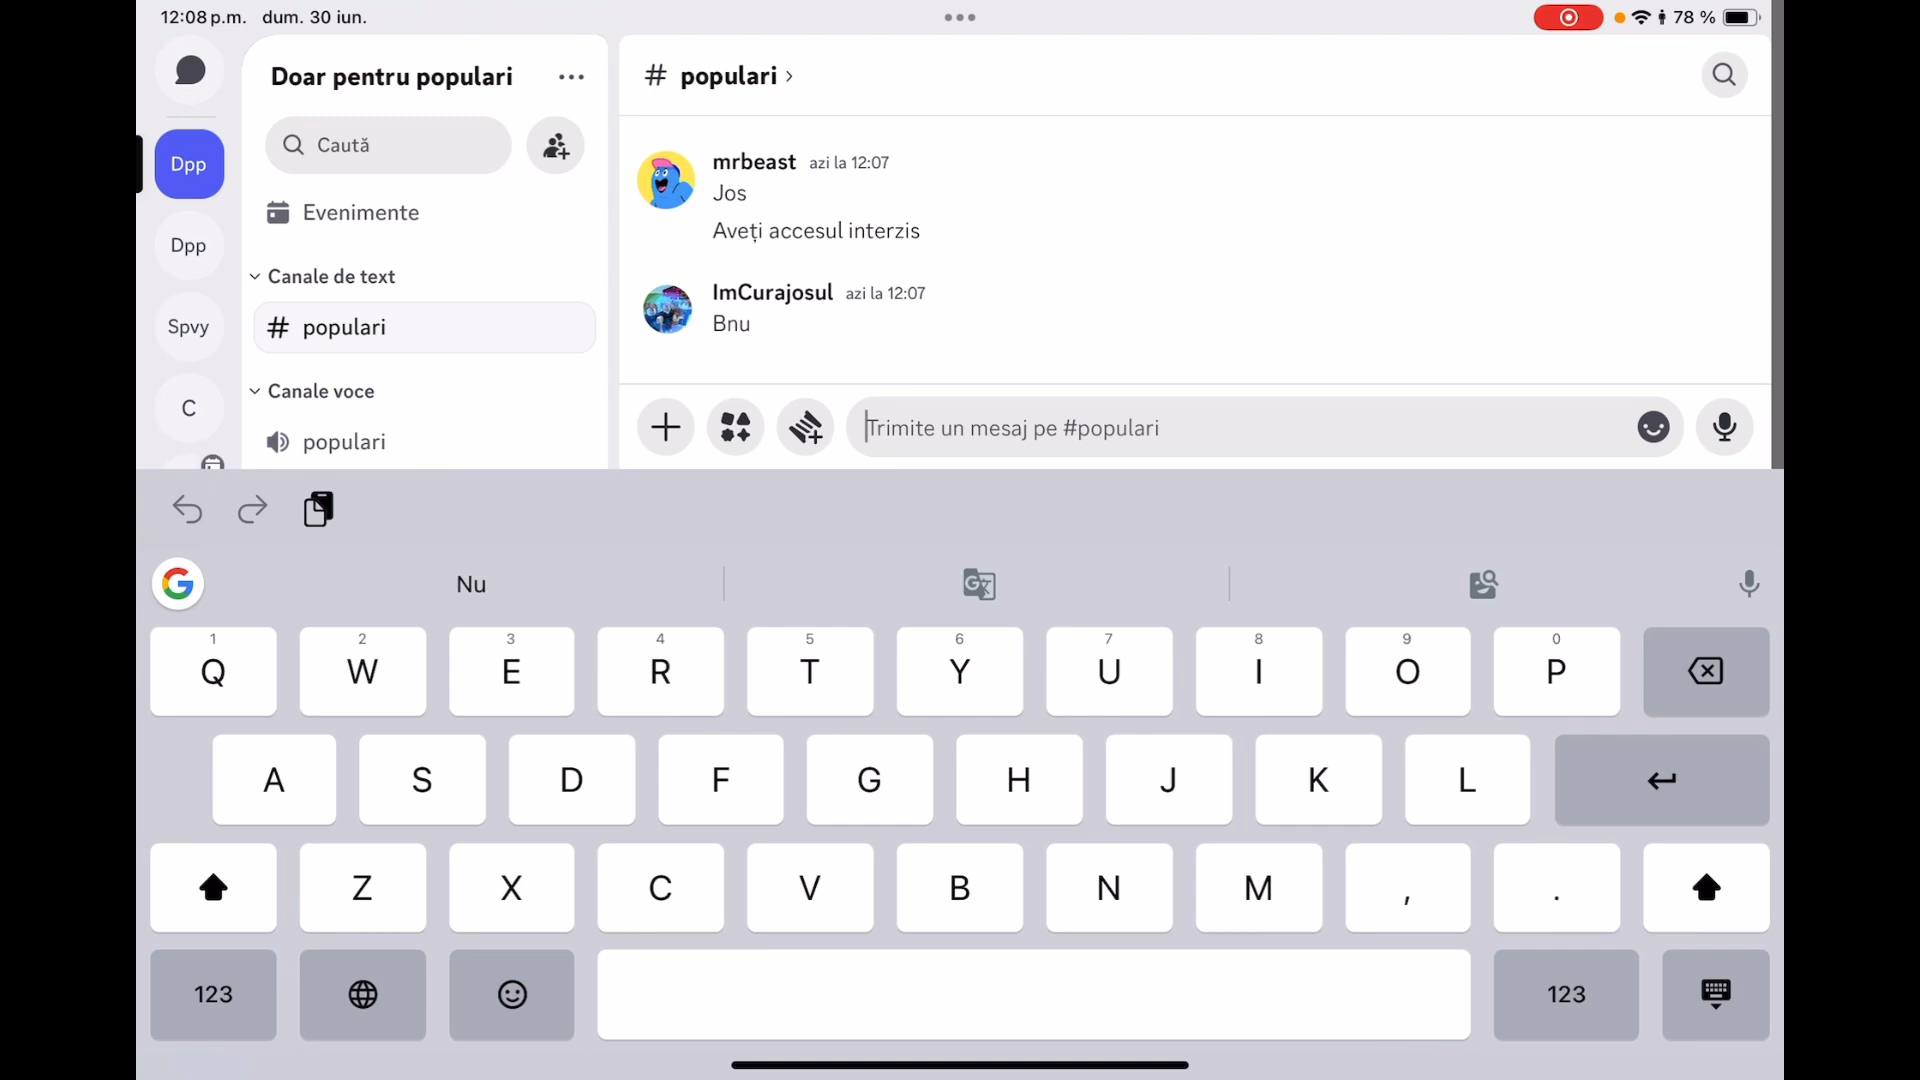 12:08 p.m. dum. 30 iun.
78 %
Doar pentru populari
Caută
Evenimente
Canale de text
# populari
Canale voce
populari
Dpp
Dpp
Spvy
C
# populari ›
mrbeast azi la 12:07
Jos
Aveți accesul interzis
ImCurajosul azi la 12:07
Bnu
Trimite un mesaj pe #populari
G Nu
1 2 3 4 5 6 7 8 9 0
Q W E R T Y U I O P
A S D F G H J K L
Z X C V B N M , .
123 123